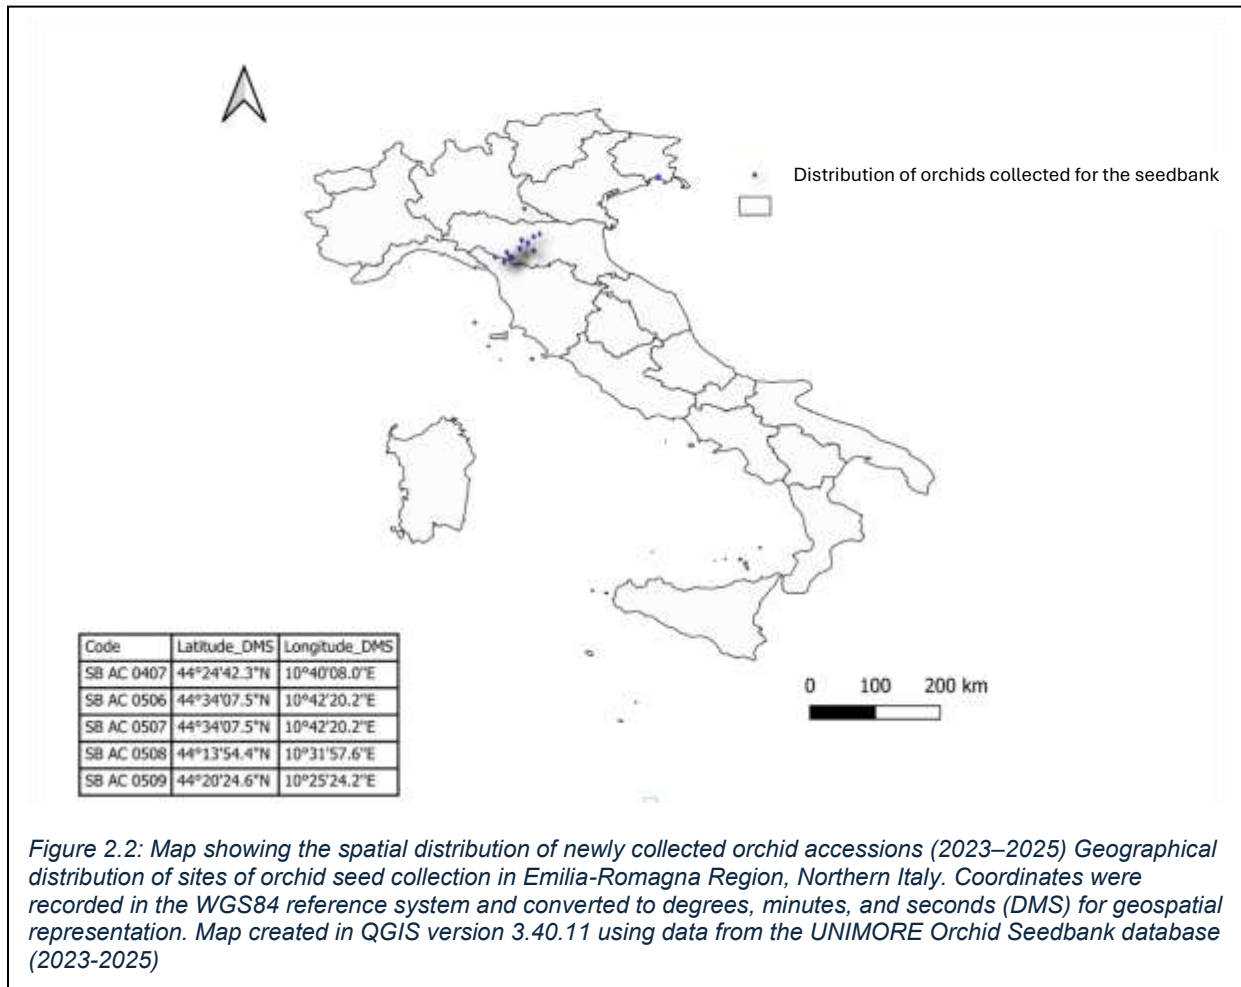 Distribution of orchids collected for the seedbank
Code Latitude_DMS Longitude_DMS
SB AC 0407 44°24'42.3"N 10°40'08.0"E
SB AC 0506 44°34'07.5"N 10°42'20.2"E
SB AC 0507 44°34'07.5"N 10°42'20.2"E
SB AC 0508 44°13'54.4"N 10°31'57.6"E
SB AC 0509 44°20'24.6"N 10°25'24.2"E
0 100 200 km
Figure 2.2: Map showing the spatial distribution of newly collected orchid accessions (2023–2025) Geographical
distribution of sites of orchid seed collection in Emilia-Romagna Region, Northern Italy. Coordinates were
recorded in the WGS84 reference system and converted to degrees, minutes, and seconds (DMS) for geospatial
representation. Map created in QGIS version 3.40.11 using data from the UNIMORE Orchid Seedbank database
(2023-2025)